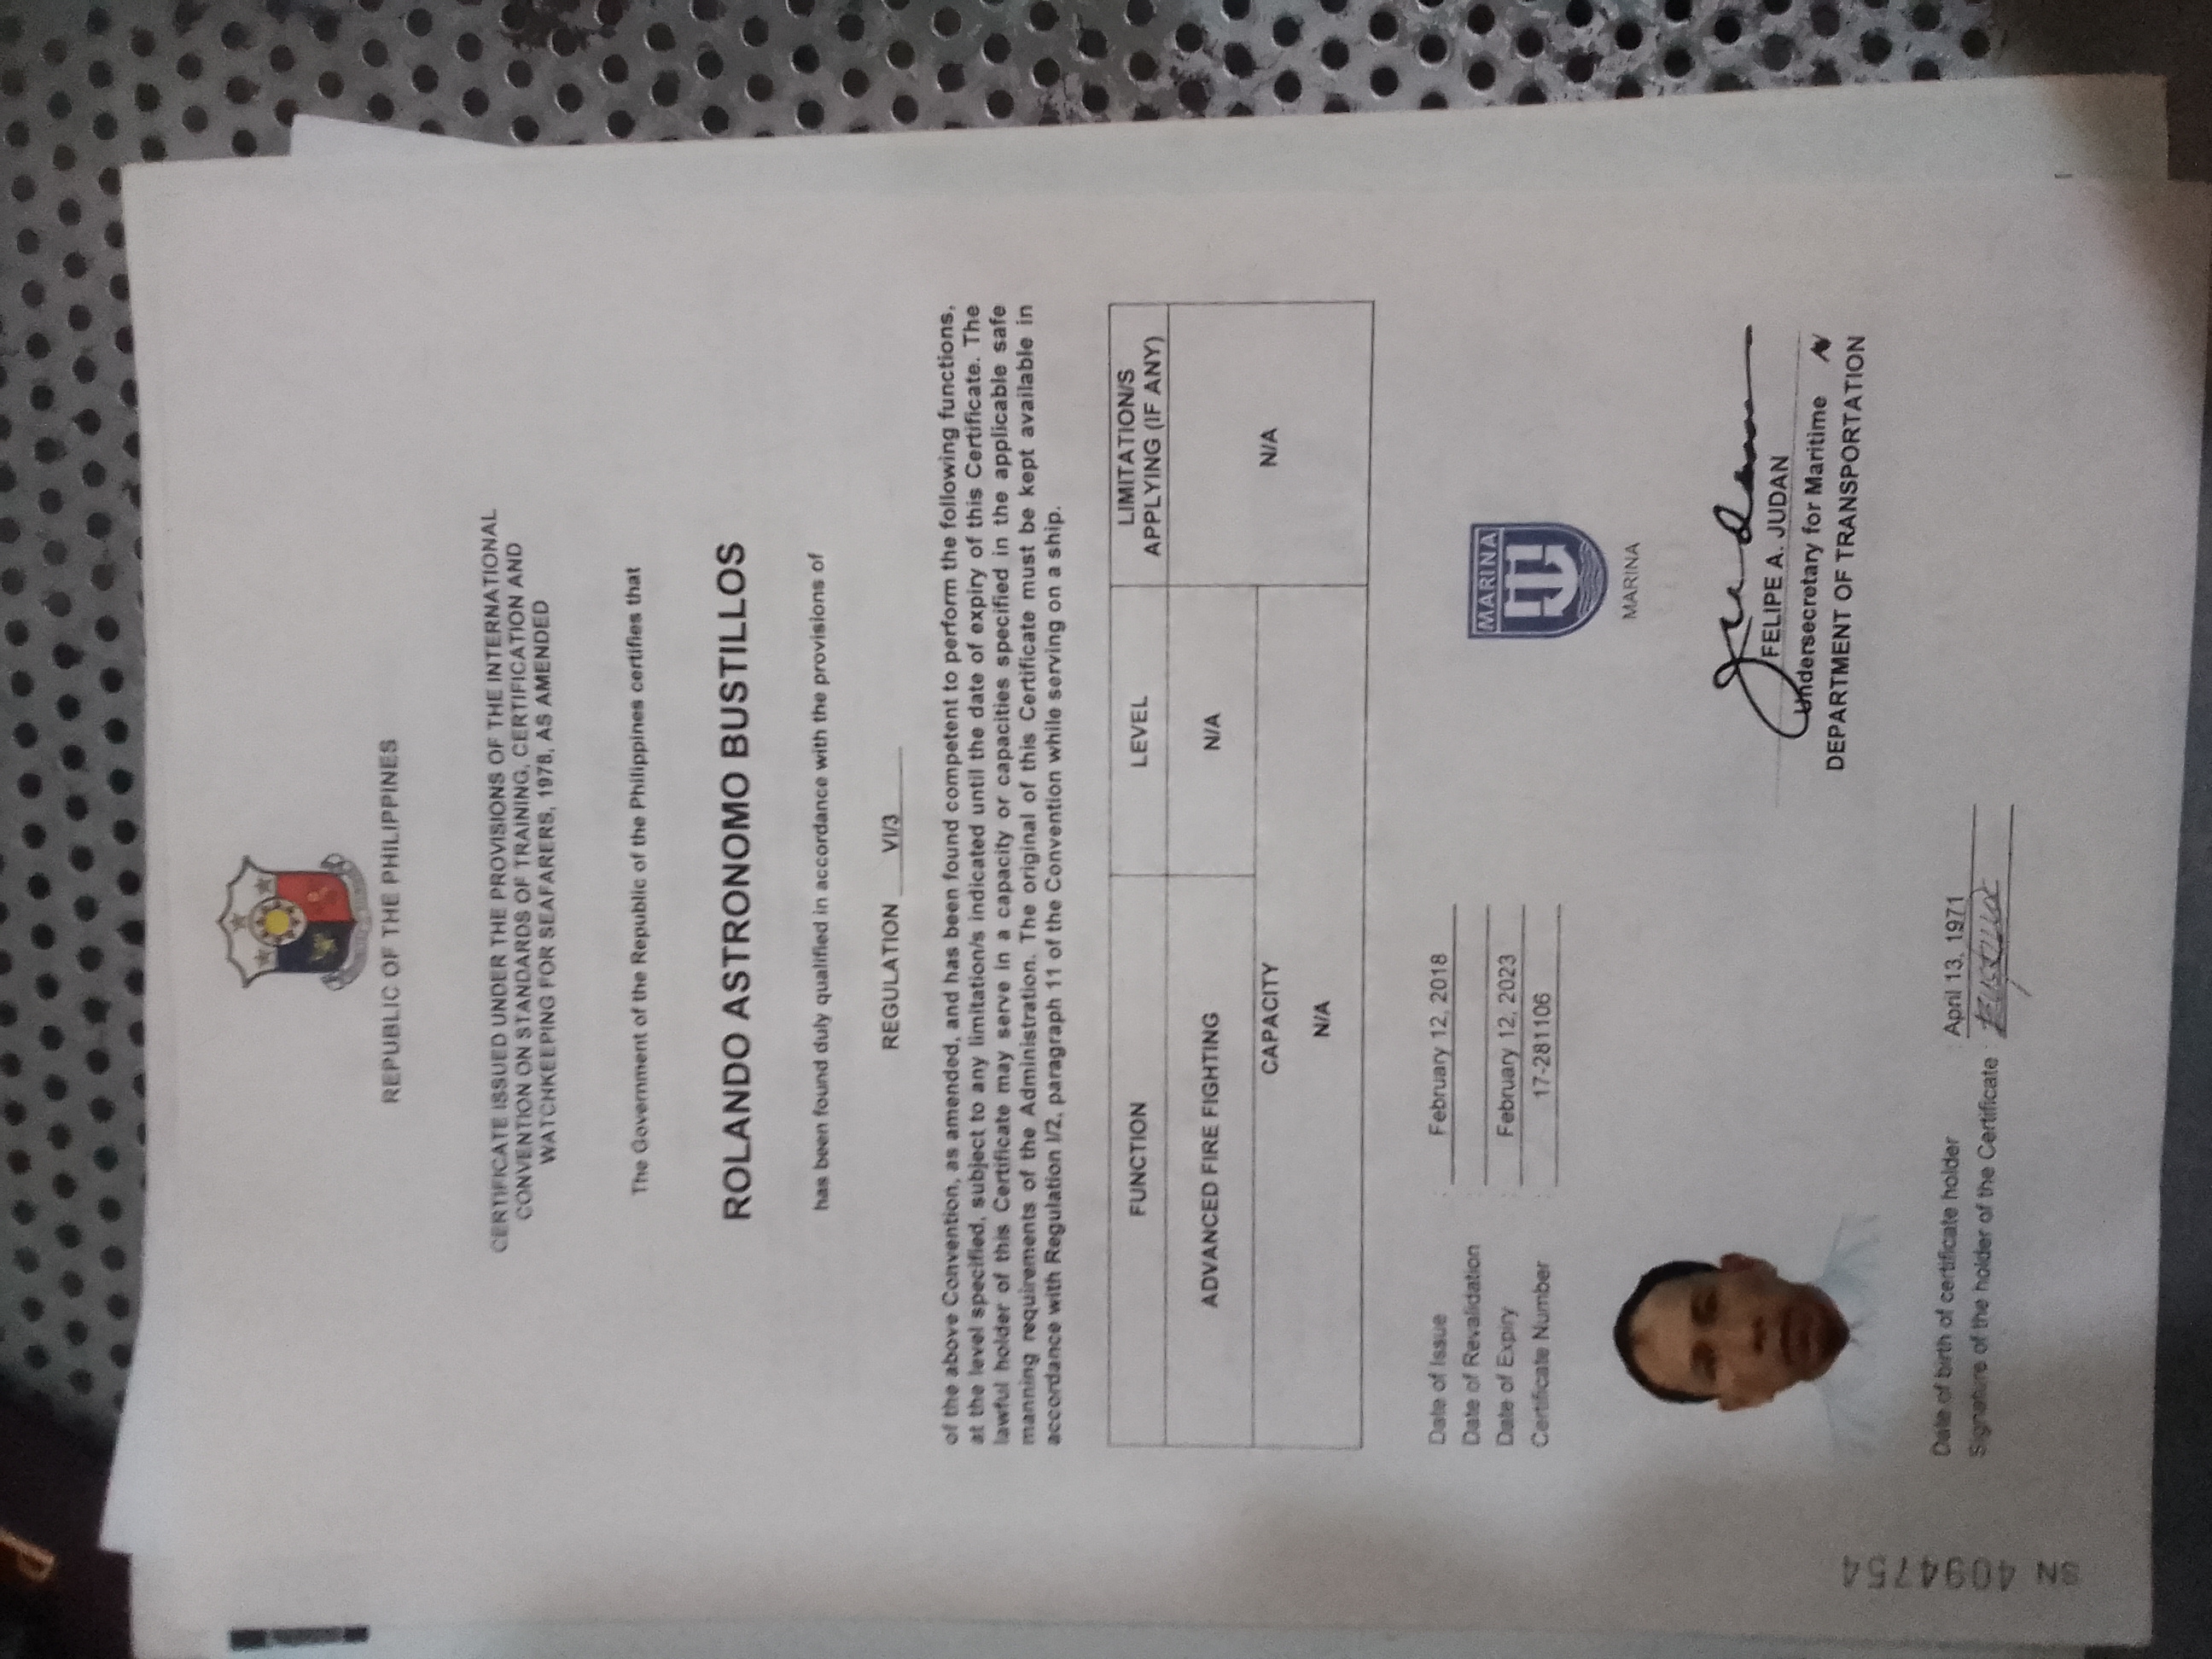 REPUBLIC OF THE PHILIPPINES
CERTIFICATE ISSUED UNDER THE PROVISIONS OF THE INTERNATIONAL
CONVENTION ON STANDARDS OF TRAINING, CERTIFICATION AND
WATCHKEEPING FOR SEAFARERS, 1978, AS AMENDED
The Government of the Republic of the Philippines certifies that
ROLANDO ASTRONOMO BUSTILLOS
has been found duly qualified in accordance with the provisions of
REGULATION VI/3
of the above Convention, as amended, and has been found competent to perform the following functions,
at the level specified, subject to any limitation/s indicated until the date of expiry of this Certificate. The
lawful holder of this Certificate may serve in a capacity or capacities specified in the applicable safe
manning requirements of the Administration. The original of this Certificate must be kept available in
accordance with Regulation I/2, paragraph 11 of the Convention while serving on a ship.
FUNCTION LEVEL LIMITATION/S
APPLYING (IF ANY)
ADVANCED FIRE FIGHTING N/A N/A
CAPACITY
N/A
Date of Issue : February 12, 2018
Date of Revalidation :
Date of Expiry : February 12, 2023
Certificate Number : 17-281106
MARINA
MARINA
FELIPE A. JUDAN
Undersecretary for Maritime
DEPARTMENT OF TRANSPORTATION
Date of birth of certificate holder : April 13, 1971
Signature of the holder of the Certificate :
SN 4094754